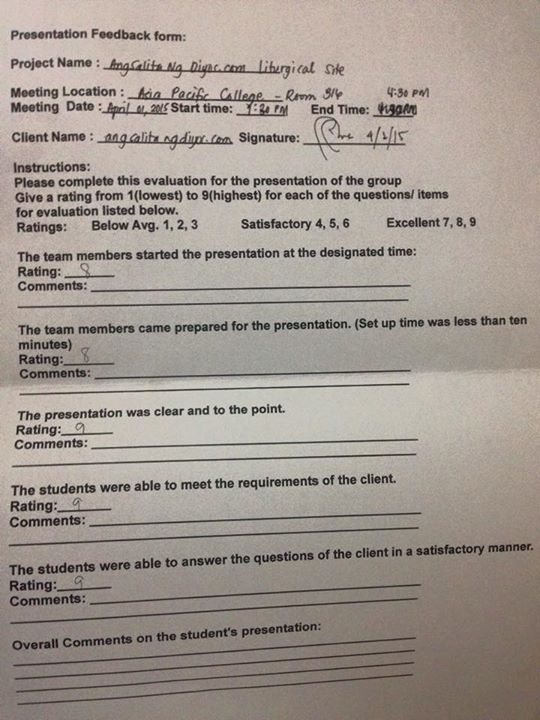 Presentation Feedback form:
Project Name : AngSalita Ng Diyos.com Liturgical Site
Meeting Location : Asia Pacific College - Room 316 4:30 PM
Meeting Date : April 01, 2015 Start time: 1:20 PM End Time:
Client Name : angsalitangdiyos.com Signature: 4/1/15
Instructions:
Please complete this evaluation for the presentation of the group
Give a rating from 1(lowest) to 9(highest) for each of the questions/ items
for evaluation listed below.
Ratings: Below Avg. 1, 2, 3 Satisfactory 4, 5, 6 Excellent 7, 8, 9
The team members started the presentation at the designated time:
Rating: 8
Comments:
The team members came prepared for the presentation. (Set up time was less than ten
minutes)
Rating: 8
Comments:
The presentation was clear and to the point.
Rating: 9
Comments:
The students were able to meet the requirements of the client.
Rating: 9
Comments:
The students were able to answer the questions of the client in a satisfactory manner.
Rating: 9
Comments:
Overall Comments on the student's presentation: